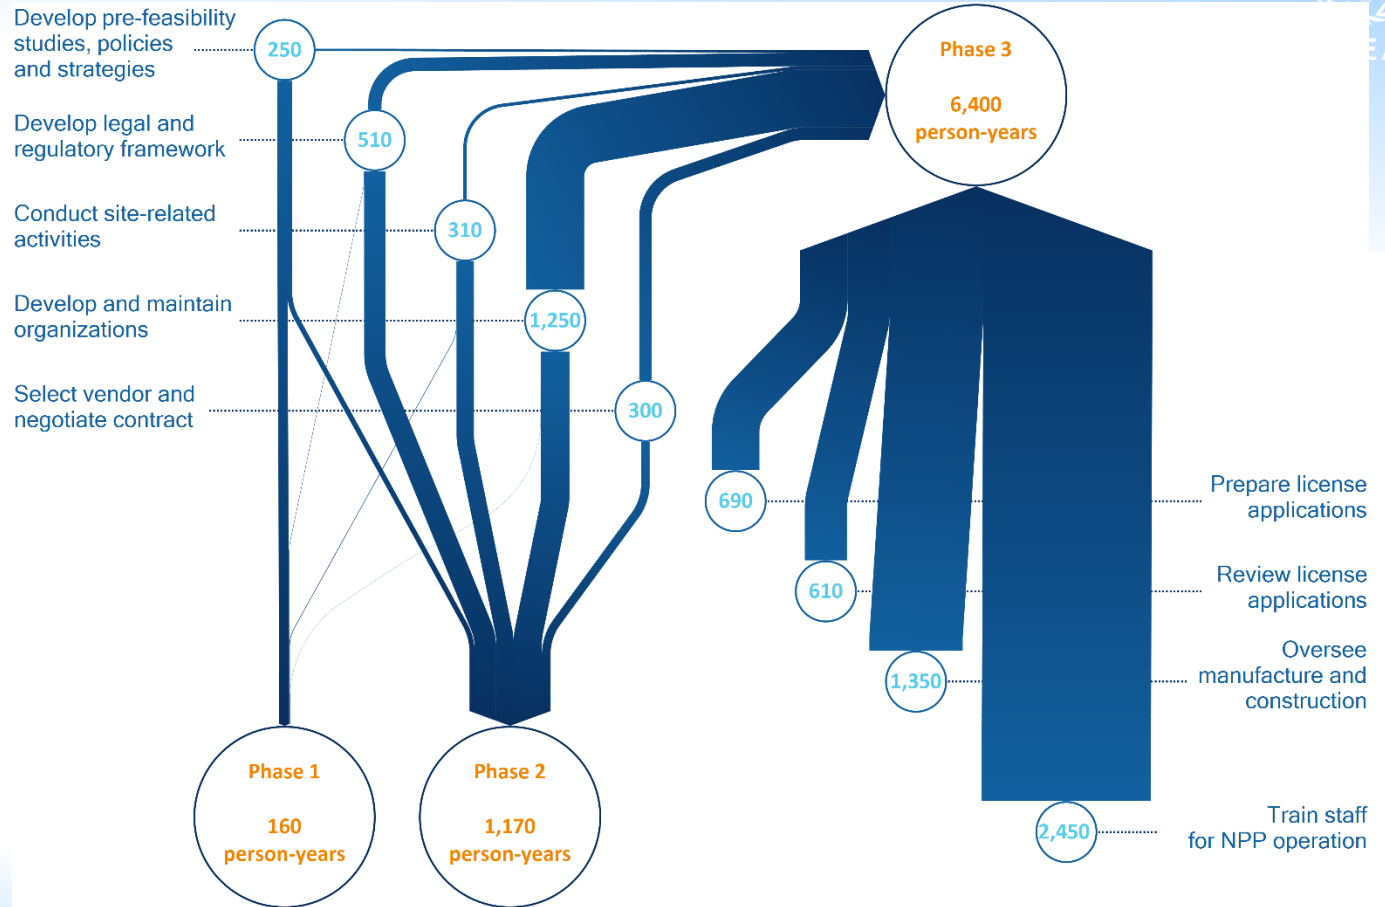 Develop pre-feasibility
studies, policies
and strategies
250
Develop legal and
regulatory framework
510
Conduct site-related
activities
310
Develop and maintain
organizations
1,250
Select vendor and
negotiate contract
300
Phase 3
6,400
person-years
690
Prepare license
applications
610
Review license
applications
1,350
Oversee
manufacture and
construction
2,450
Train staff
for NPP operation
Phase 1
160
person-years
Phase 2
1,170
person-years